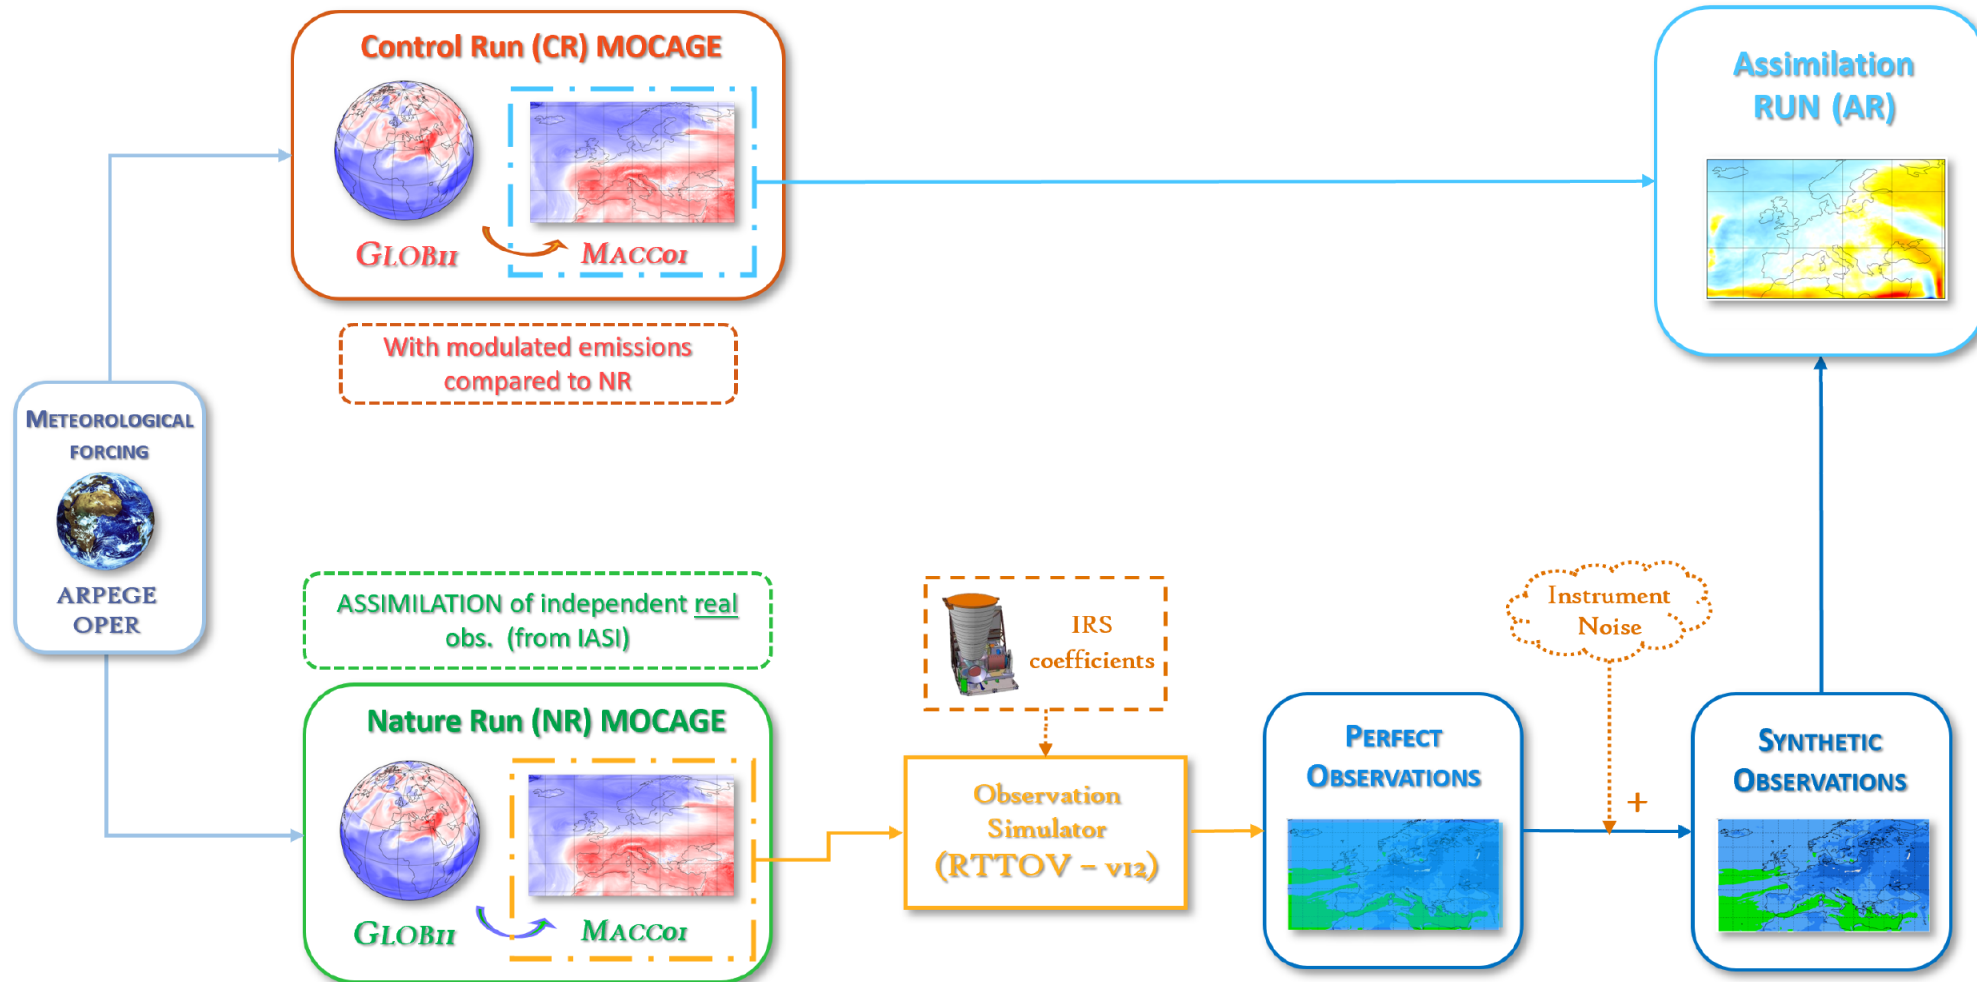 Control Run (CR) MOCAGE
GLOB11
MACC01
With modulated emissions
compared to NR
Assimilation
RUN (AR)
METEOROLOGICAL
FORCING
ARPEGE
OPER
ASSIMILATION of independent real
obs. (from IASI)
Nature Run (NR) MOCAGE
GLOB11
MACC01
IRS
coefficients
Observation
Simulator
(RTTOV – v12)
PERFECT
OBSERVATIONS
Instrument
Noise
+
SYNTHETIC
OBSERVATIONS